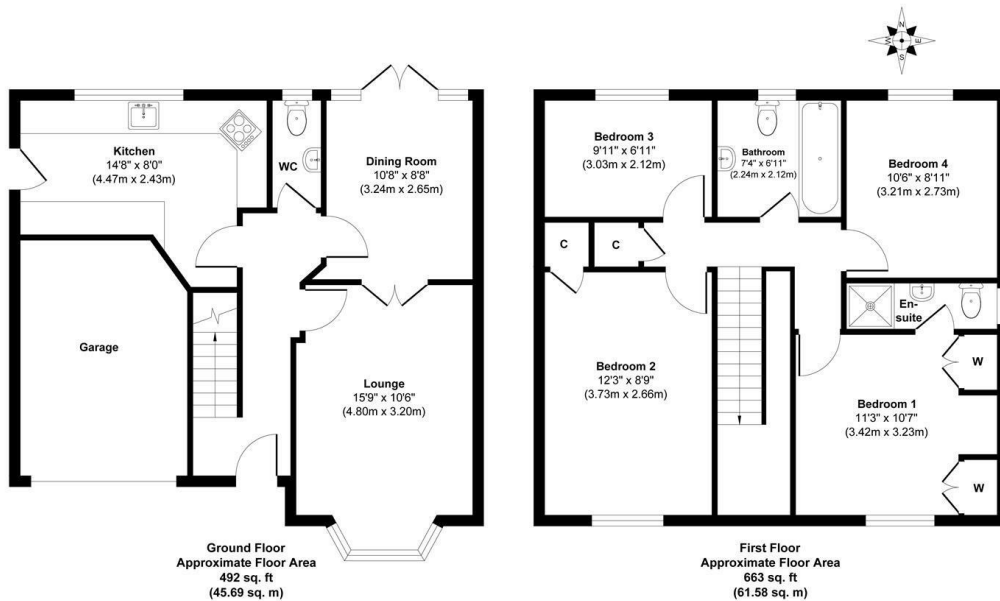 N
W
E
S
Kitchen
14'8" x 8'0"
(4.47m x 2.43m)
WC
Dining Room
10'8" x 8'8"
(3.24m x 2.65m)
Garage
Lounge
15'9" x 10'6"
(4.80m x 3.20m)
Ground Floor
Approximate Floor Area
492 sq. ft
(45.69 sq. m)
Bedroom 3
9'11" x 6'11"
(3.03m x 2.12m)
Bathroom
7'4" x 6'11"
(2.24m x 2.12m)
Bedroom 4
10'6" x 8'11"
(3.21m x 2.73m)
C
C
En-
suite
W
Bedroom 2
12'3" x 8'9"
(3.73m x 2.66m)
Bedroom 1
11'3" x 10'7"
(3.42m x 3.23m)
W
First Floor
Approximate Floor Area
663 sq. ft
(61.58 sq. m)